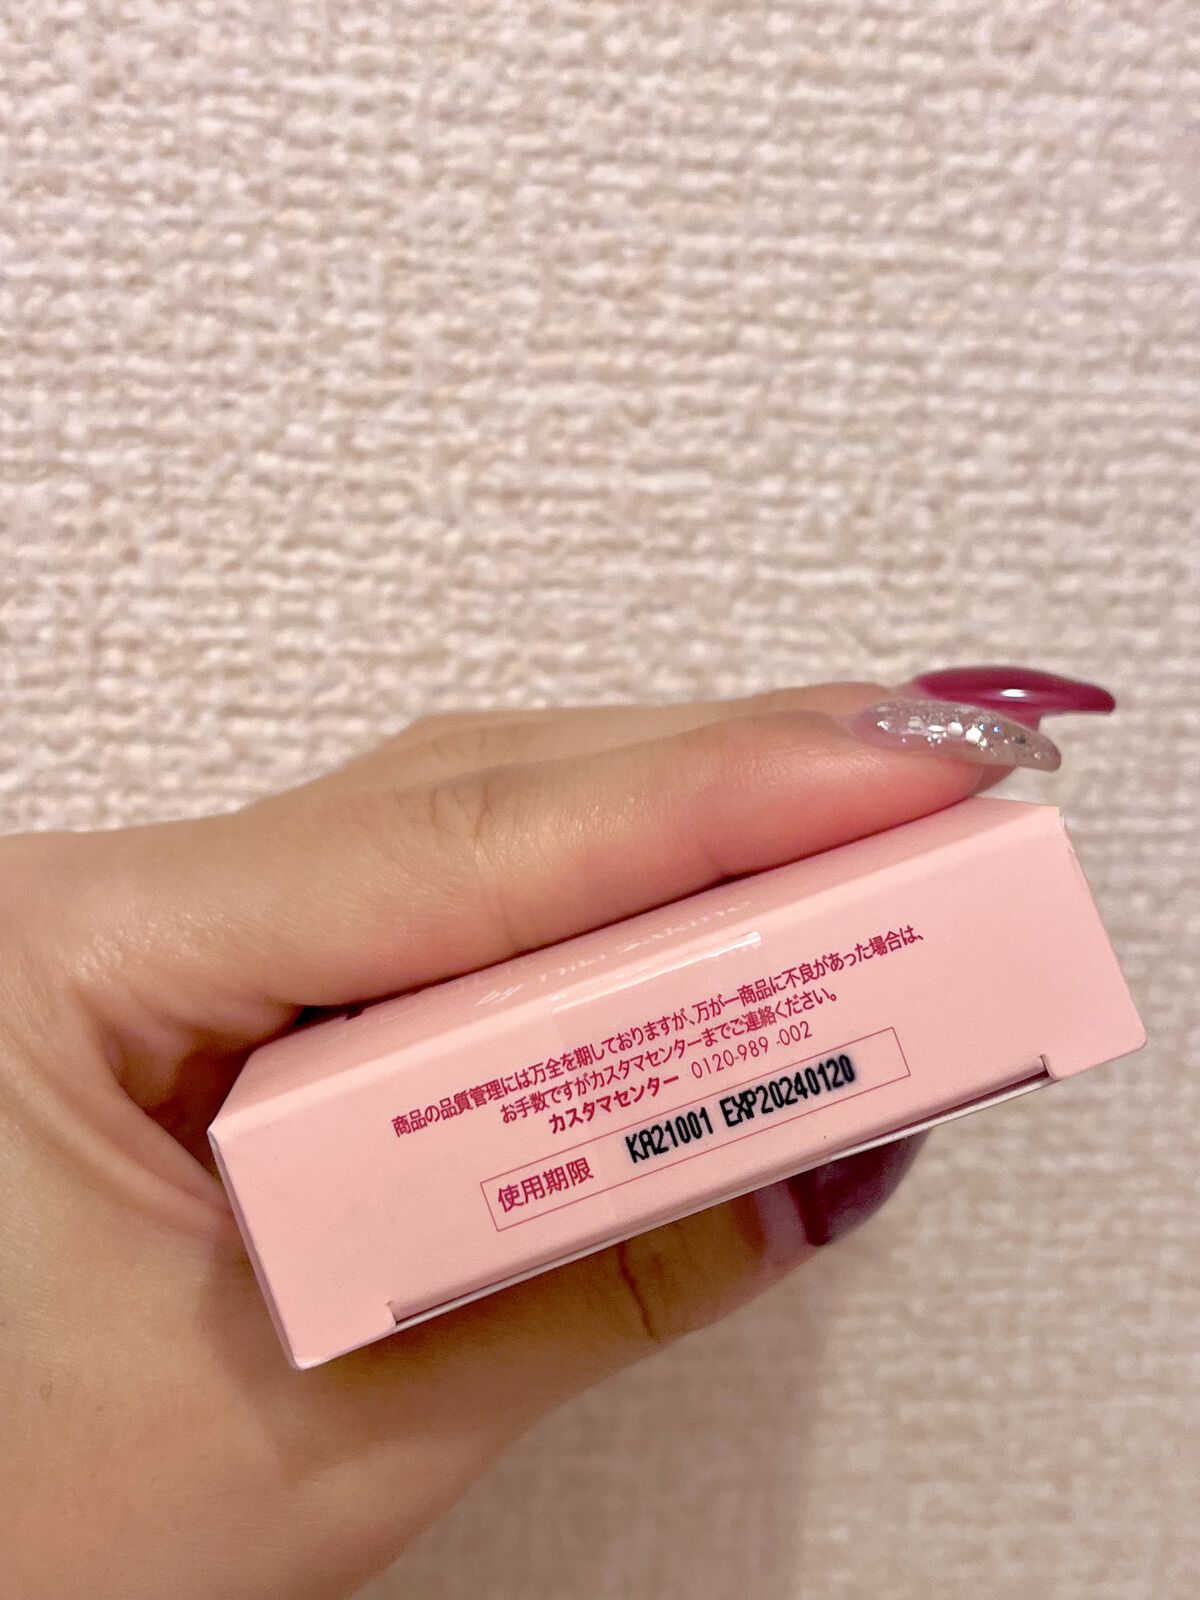 by Dr.K.Sakino
商品の品質管理には万全を期しておりますが、万が一商品に不良があった場合は、
お手数ですがカスタマセンターまでご連絡ください。
カスタマセンター 0120-989-002
使用期限 KA21001 EXP20240120